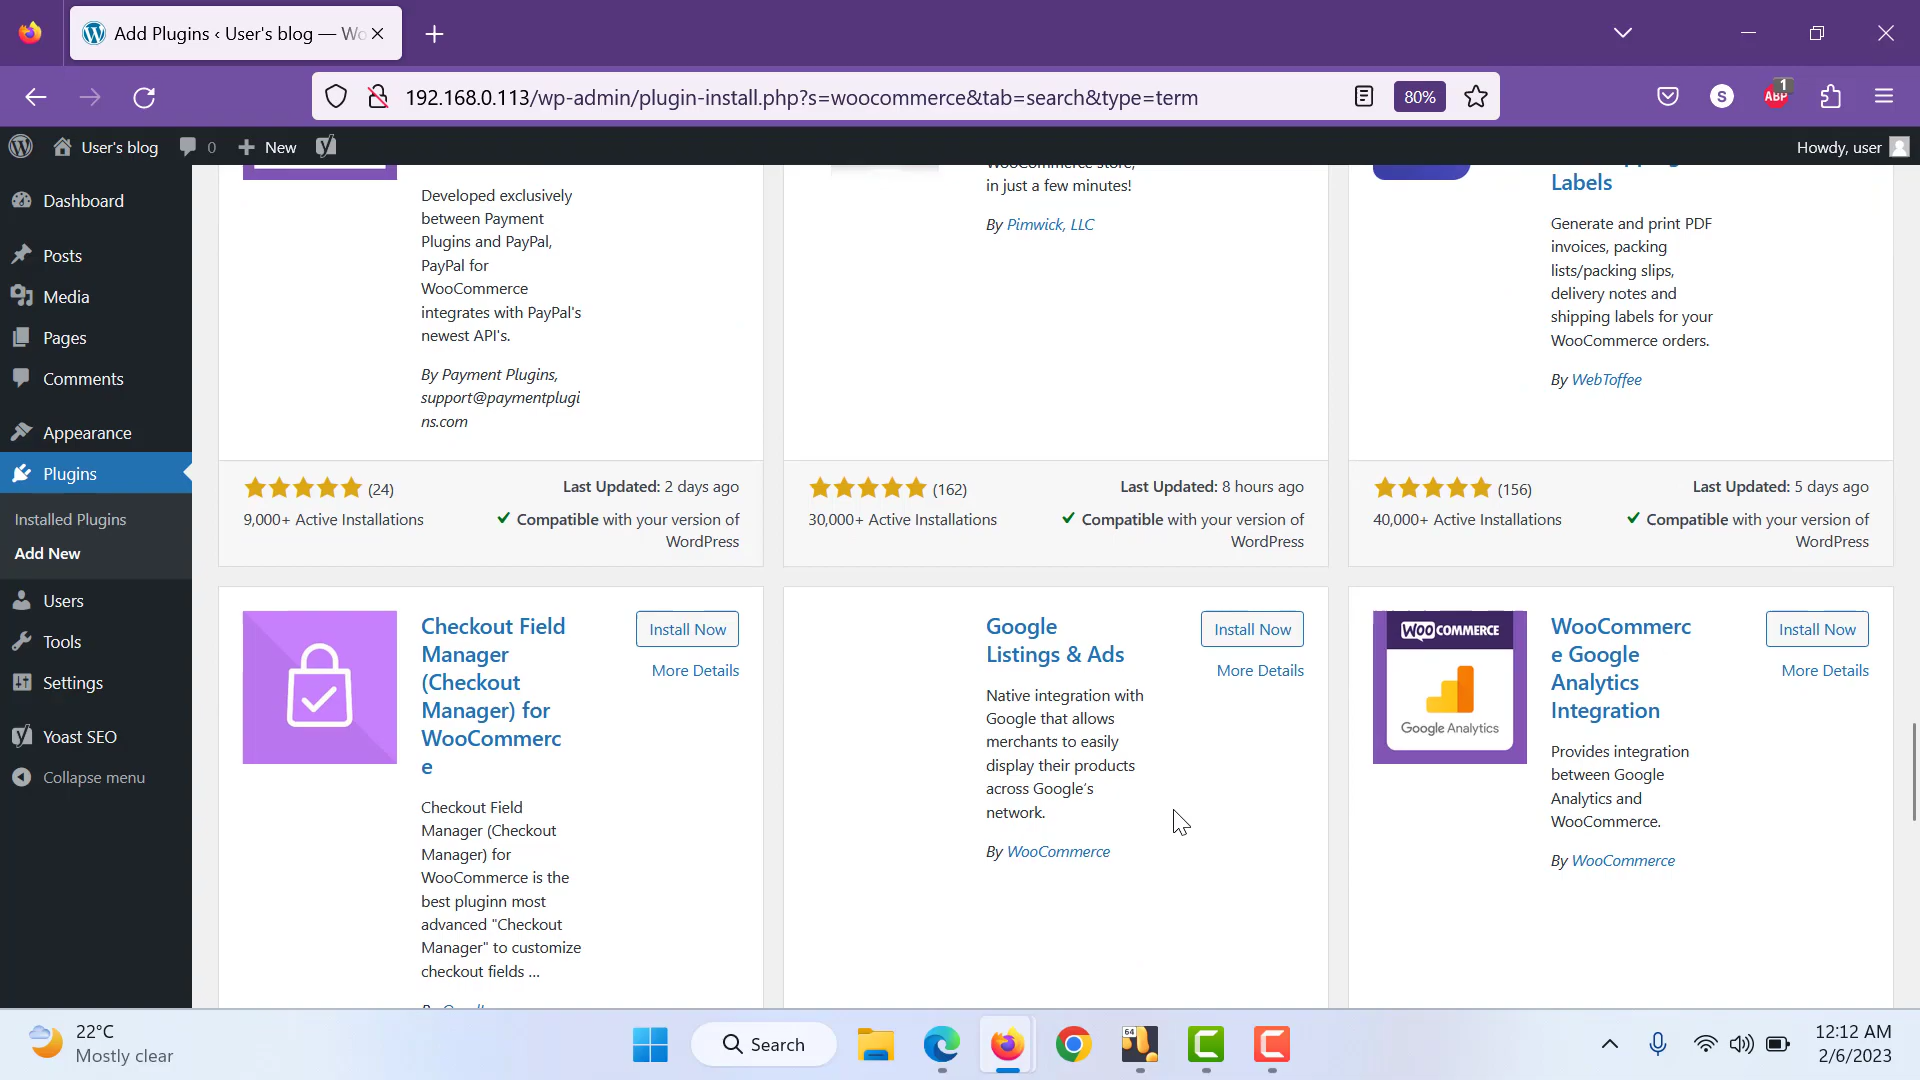 Add Plugins ‹ User's blog — Wo
192.168.0.113/wp-admin/plugin-install.php?s=woocommerce&tab=search&type=term
80%
S
ABP
1
User's blog
0
New
Howdy, user
Dashboard
Posts
Media
Pages
Comments
Appearance
Plugins
Installed Plugins
Add New
Users
Tools
Settings
Yoast SEO
Collapse menu
Developed exclusively
between Payment
Plugins and PayPal,
PayPal for
WooCommerce
integrates with PayPal's
newest API's.
By Payment Plugins,
support@paymentplugi
ns.com
(24)
Last Updated: 2 days ago
9,000+ Active Installations
Compatible with your version of
WordPress
WooCommerce store,
in just a few minutes!
By Pimwick, LLC
(162)
Last Updated: 8 hours ago
30,000+ Active Installations
Compatible with your version of
WordPress
Labels
Generate and print PDF
invoices, packing
lists/packing slips,
delivery notes and
shipping labels for your
WooCommerce orders.
By WebToffee
(156)
Last Updated: 5 days ago
40,000+ Active Installations
Compatible with your version of
WordPress
Checkout Field
Manager
(Checkout
Manager) for
WooCommerc
e
Install Now
More Details
Checkout Field
Manager (Checkout
Manager) for
WooCommerce is the
best pluginn most
advanced "Checkout
Manager" to customize
checkout fields ...
Google
Listings & Ads
Install Now
More Details
Native integration with
Google that allows
merchants to easily
display their products
across Google's
network.
By WooCommerce
WOOCOMMERCE
Google Analytics
WooCommerc
e Google
Analytics
Integration
Install Now
More Details
Provides integration
between Google
Analytics and
WooCommerce.
By WooCommerce
22°C
Mostly clear
Search
64
12:12 AM
2/6/2023